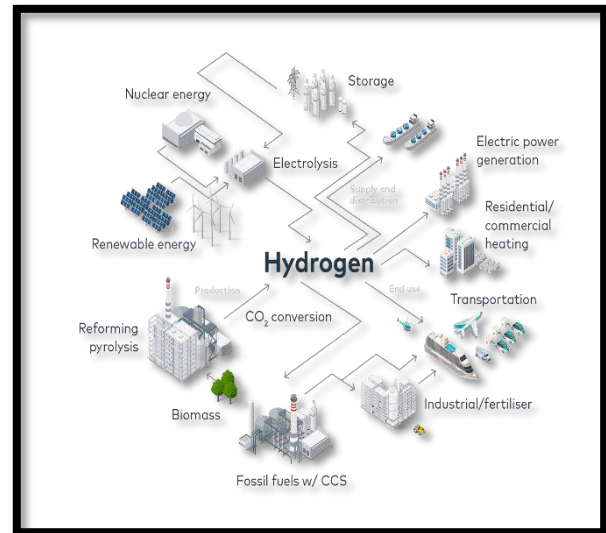 Storage
Nuclear energy
Electric power
generation
Electrolysis
Supply and
distribution
Residential/
commercial
heating
Renewable energy
Hydrogen
Production
End use
Transportation
CO₂ conversion
Reforming
pyrolysis
Biomass
Industrial/fertiliser
Fossil fuels w/ CCS